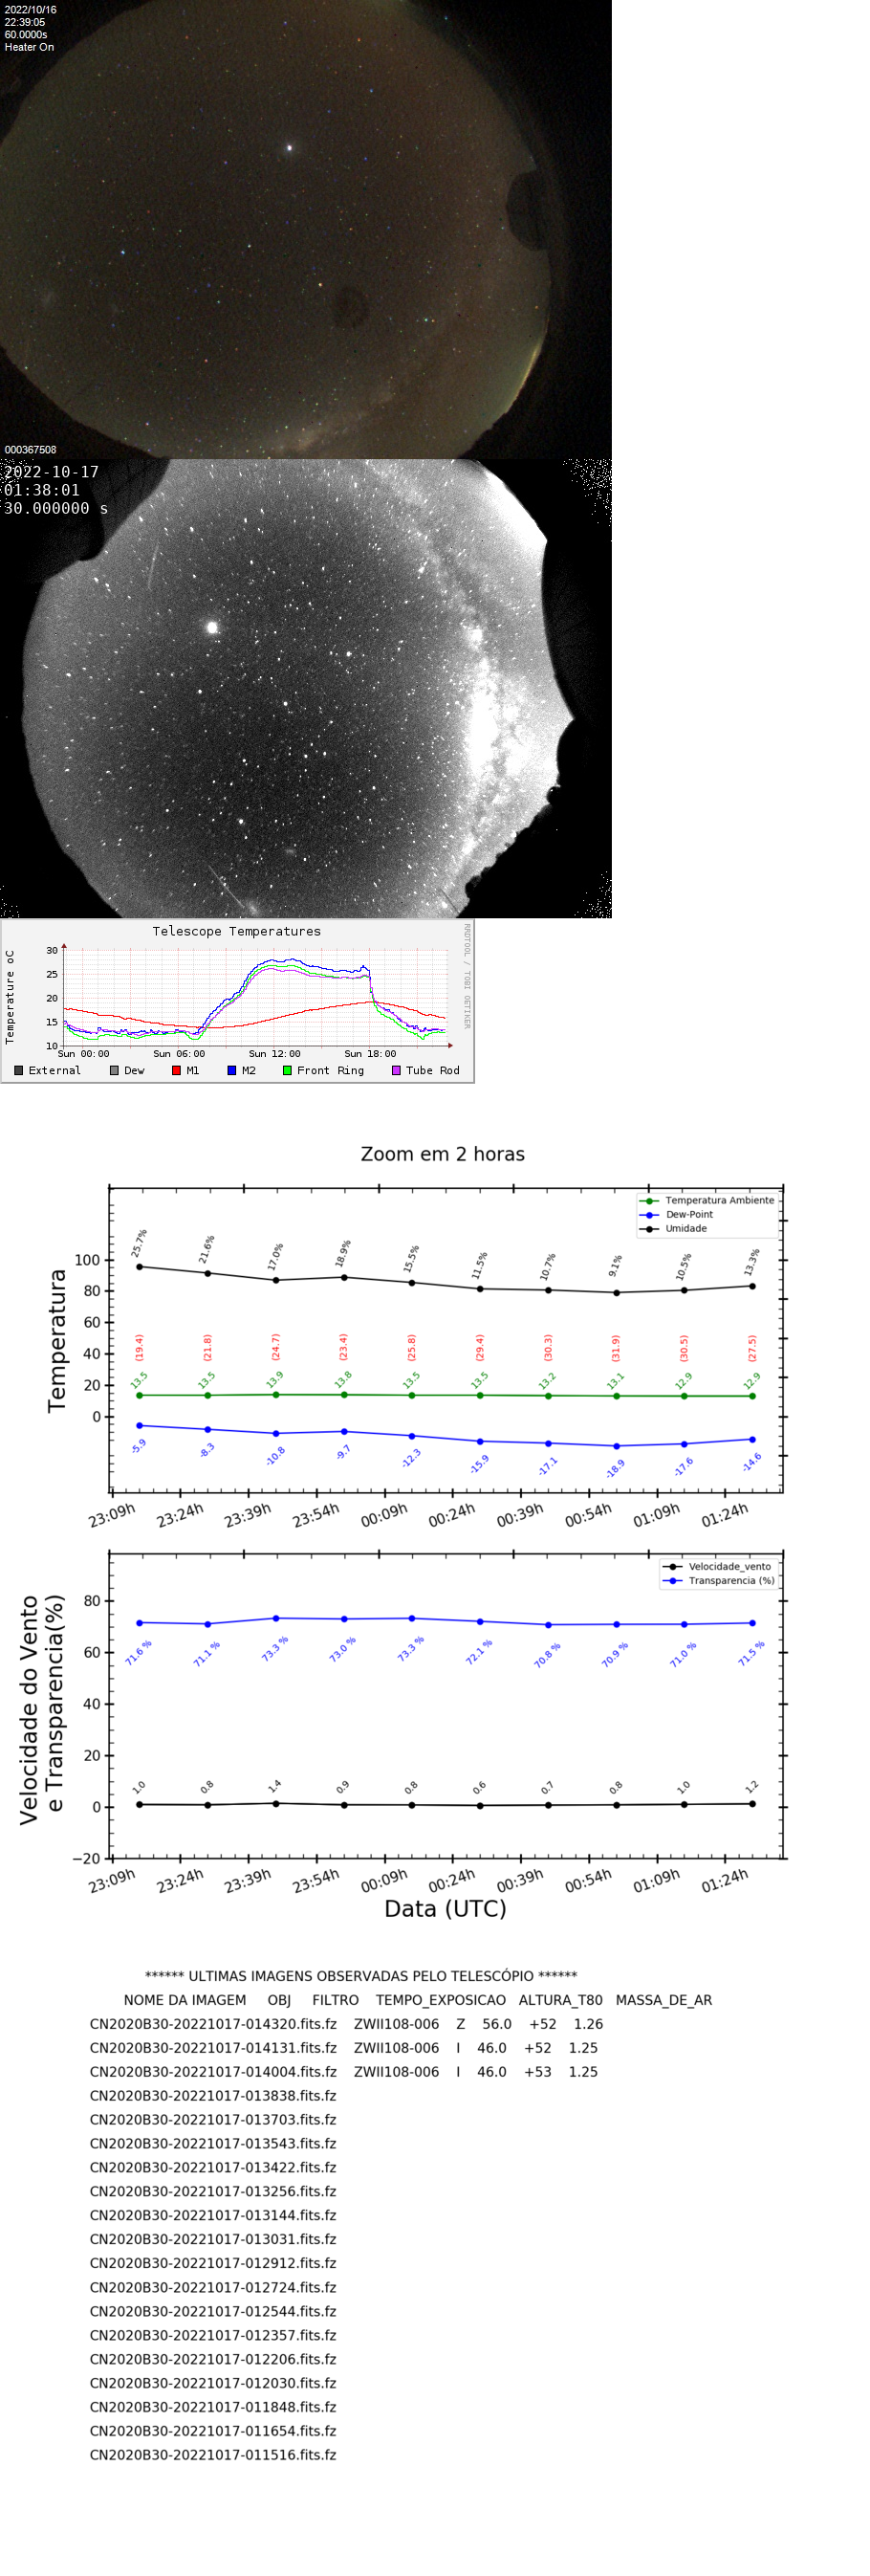 2022/10/16
22:39:05
60.0000s
Heater On
000367508
2022-10-17
01:38:01
30.000000 s
Telescope Temperatures
RRDTOOL / TOBI OETIKER
Temperature oC
30
25
20
15
10
Sun 00:00 Sun 06:00 Sun 12:00 Sun 18:00
External Dew M1 M2 Front Ring Tube Rod
Zoom em 2 horas
Temperatura Ambiente
Dew-Point
Umidade
Temperatura
100
80
60
40
20
0
25.7% 21.6% 17.0% 18.9% 15.5% 11.5% 10.7% 9.1% 10.5% 13.3%
(19.4) (21.8) (24.7) (23.4) (25.8) (29.4) (30.3) (31.9) (30.5) (27.5)
13.5 13.5 13.9 13.8 13.5 13.5 13.2 13.1 12.9 12.9
-5.9 -8.3 -10.8 -9.7 -12.3 -15.9 -17.1 -18.9 -17.6 -14.6
23:09h 23:24h 23:39h 23:54h 00:09h 00:24h 00:39h 00:54h 01:09h 01:24h
Velocidade_vento
Transparencia (%)
Velocidade do Vento
e Transparencia(%)
80
60
40
20
0
−20
71.6 % 71.1 % 73.3 % 73.0 % 73.3 % 72.1 % 70.8 % 70.9 % 71.0 % 71.5 %
1.0 0.8 1.4 0.9 0.8 0.6 0.7 0.8 1.0 1.2
23:09h 23:24h 23:39h 23:54h 00:09h 00:24h 00:39h 00:54h 01:09h 01:24h
Data (UTC)
****** ULTIMAS IMAGENS OBSERVADAS PELO TELESCÓPIO ******
NOME DA IMAGEM OBJ FILTRO TEMPO_EXPOSICAO ALTURA_T80 MASSA_DE_AR
CN2020B30-20221017-014320.fits.fz ZWII108-006 Z 56.0 +52 1.26
CN2020B30-20221017-014131.fits.fz ZWII108-006 I 46.0 +52 1.25
CN2020B30-20221017-014004.fits.fz ZWII108-006 I 46.0 +53 1.25
CN2020B30-20221017-013838.fits.fz
CN2020B30-20221017-013703.fits.fz
CN2020B30-20221017-013543.fits.fz
CN2020B30-20221017-013422.fits.fz
CN2020B30-20221017-013256.fits.fz
CN2020B30-20221017-013144.fits.fz
CN2020B30-20221017-013031.fits.fz
CN2020B30-20221017-012912.fits.fz
CN2020B30-20221017-012724.fits.fz
CN2020B30-20221017-012544.fits.fz
CN2020B30-20221017-012357.fits.fz
CN2020B30-20221017-012206.fits.fz
CN2020B30-20221017-012030.fits.fz
CN2020B30-20221017-011848.fits.fz
CN2020B30-20221017-011654.fits.fz
CN2020B30-20221017-011516.fits.fz